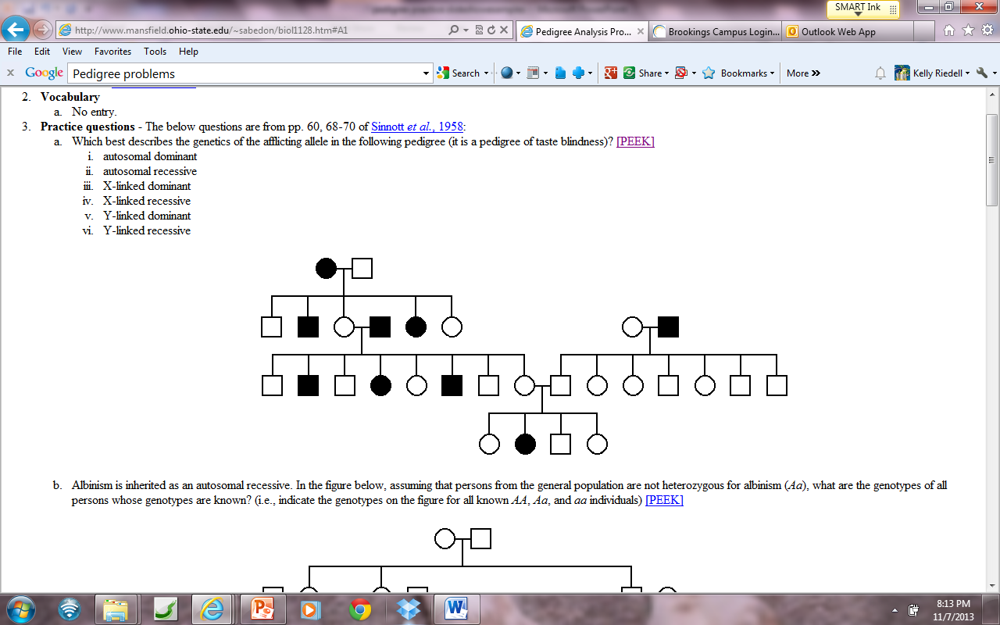 SMART Ink
http://www.mansfield.ohio-state.edu/~sabedon/biol1128.htm#A1
Pedigree Analysis Pro...
Brookings Campus Login...
Outlook Web App
File Edit View Favorites Tools Help
x Google Pedigree problems Search Share Bookmarks More » Kelly Riedell
2. Vocabulary
a. No entry.
3. Practice questions - The below questions are from pp. 60, 68-70 of Sinnott et al., 1958:
a. Which best describes the genetics of the afflicting allele in the following pedigree (it is a pedigree of taste blindness)? [PEEK]
i. autosomal dominant
ii. autosomal recessive
iii. X-linked dominant
iv. X-linked recessive
v. Y-linked dominant
vi. Y-linked recessive
b. Albinism is inherited as an autosomal recessive. In the figure below, assuming that persons from the general population are not heterozygous for albinism (Aa), what are the genotypes of all
persons whose genotypes are known? (i.e., indicate the genotypes on the figure for all known AA, Aa, and aa individuals) [PEEK]
8:13 PM
11/7/2013